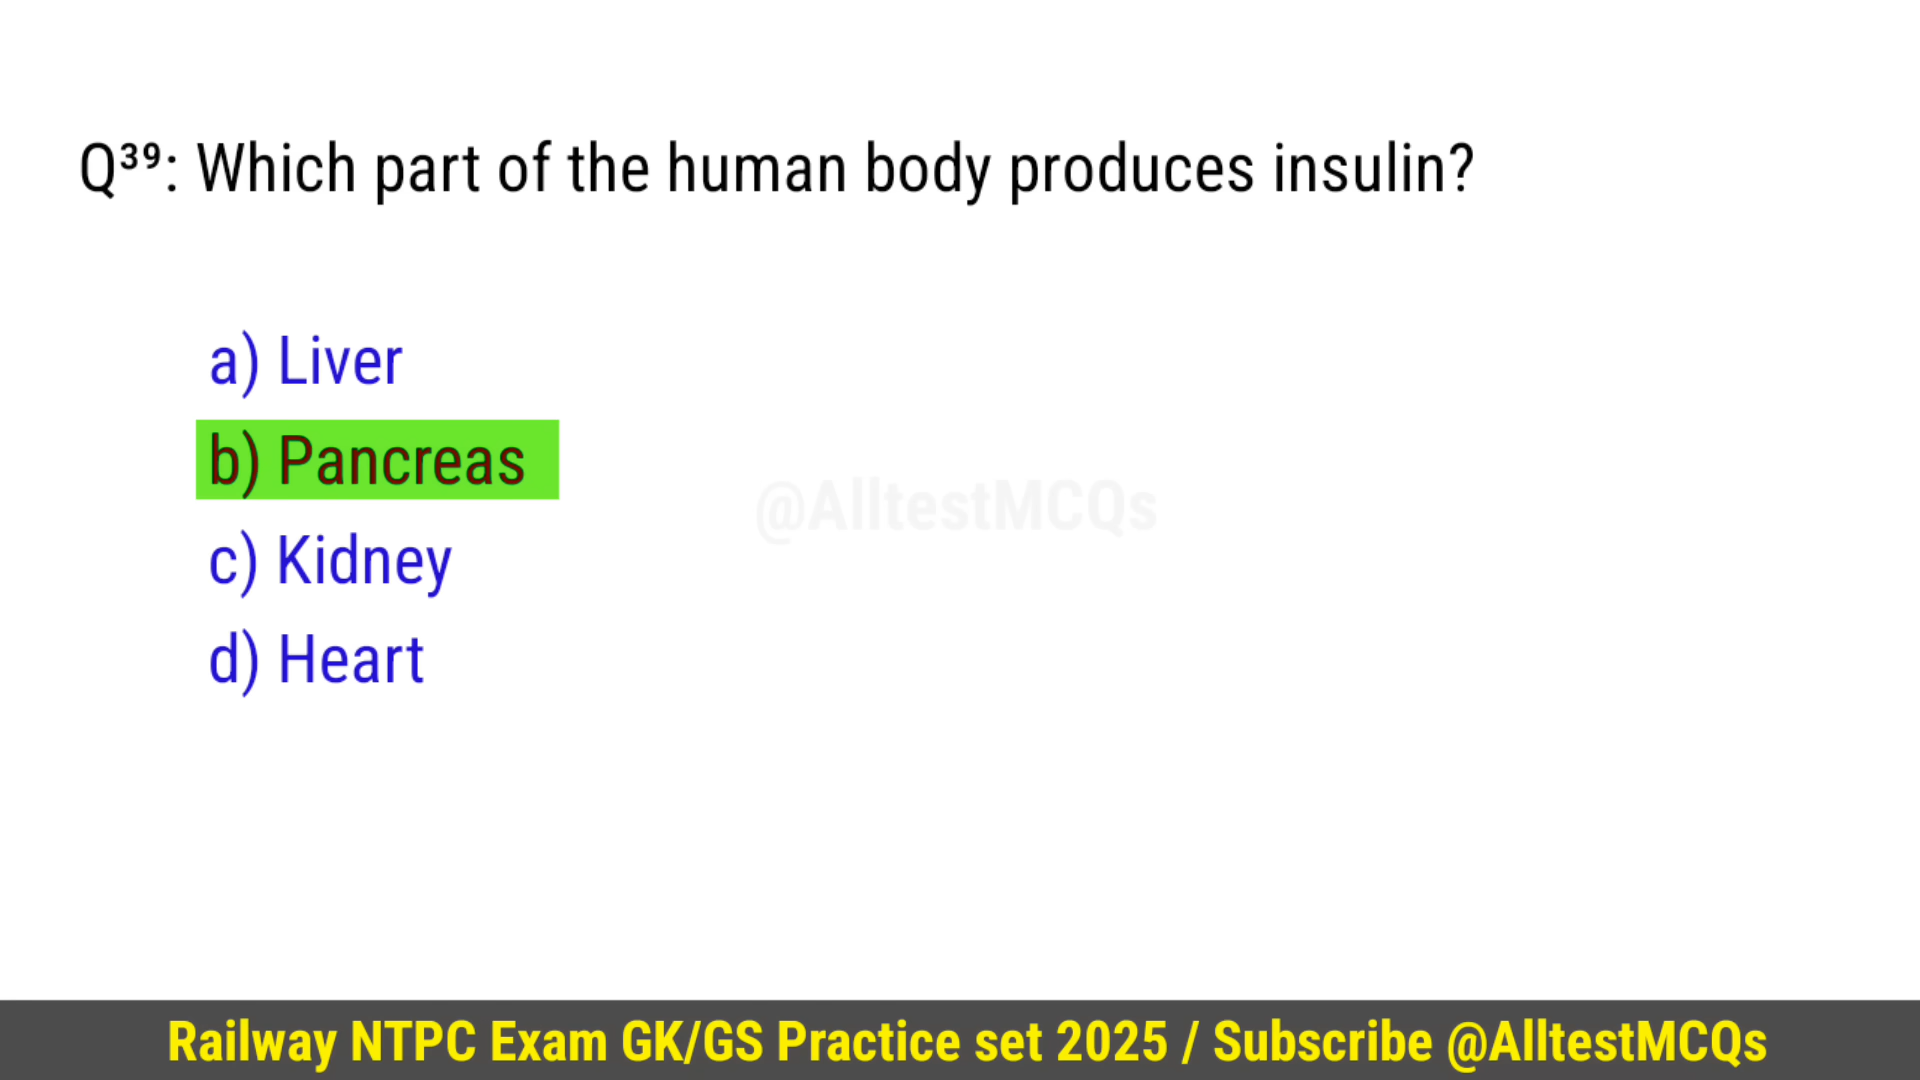 Q³⁹: Which part of the human body produces insulin?
a) Liver
b) Pancreas
@AlltestMCQs
c) Kidney
d) Heart
Railway NTPC Exam GK/GS Practice set 2025 / Subscribe @AlltestMCQs